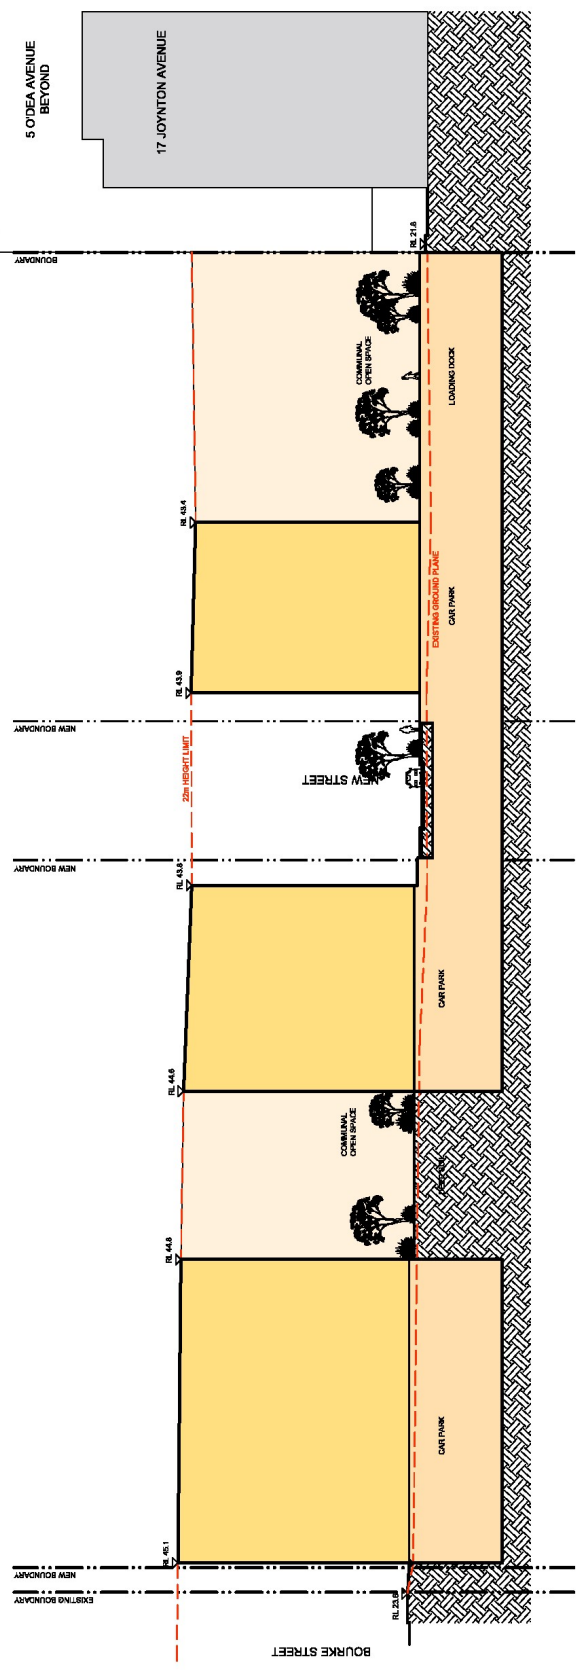 5 O'DEA AVENUE
BEYOND
17 JOYNTON AVENUE
BOUNDARY
RL 21.8
COMMUNAL
OPEN SPACE
LOADING DOCK
RL 43.4
EXISTING GROUND PLANE
CAR PARK
RL 43.9
NEW BOUNDARY
22m HEIGHT LIMIT
NEW STREET
NEW BOUNDARY
RL 43.8
CAR PARK
RL 44.6
COMMUNAL
OPEN SPACE
RL 44.8
CAR PARK
RL 45.1
NEW BOUNDARY
EXISTING BOUNDARY
RL 23.6
BOURKE STREET